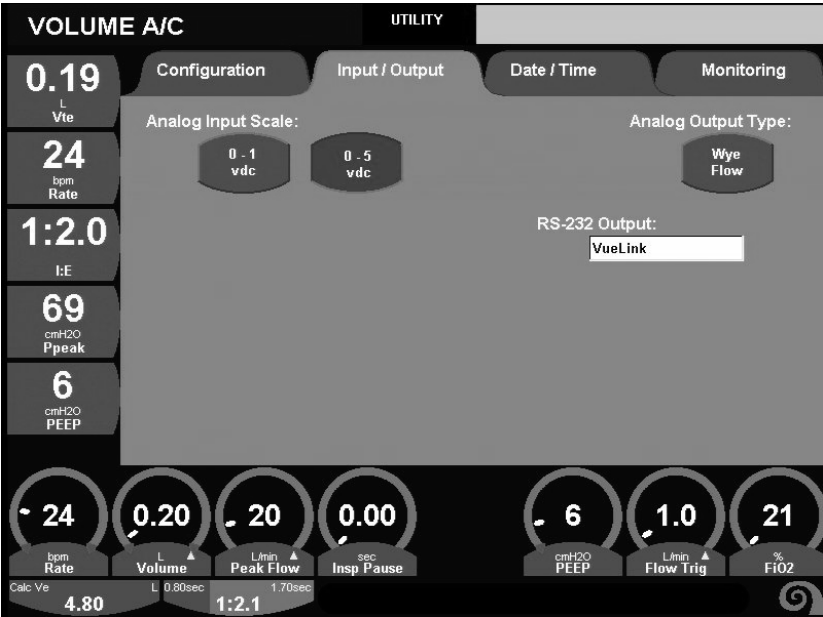 VOLUME A/C
UTILITY
Configuration
Input / Output
Date / Time
Monitoring
0.19
L
Vte
24
bpm
Rate
1:2.0
I:E
69
cmH2O
Ppeak
6
cmH2O
PEEP
Analog Input Scale:
0 - 1
vdc
0 - 5
vdc
Analog Output Type:
Wye
Flow
RS-232 Output:
VueLink
24
bpm
Rate
0.20
L
Volume
20
L/min
Peak Flow
0.00
sec
Insp Pause
6
cmH2O
PEEP
1.0
L/min
Flow Trig
21
%
FiO2
Calc Ve
L
4.80
0.80sec
1.70sec
1:2.1